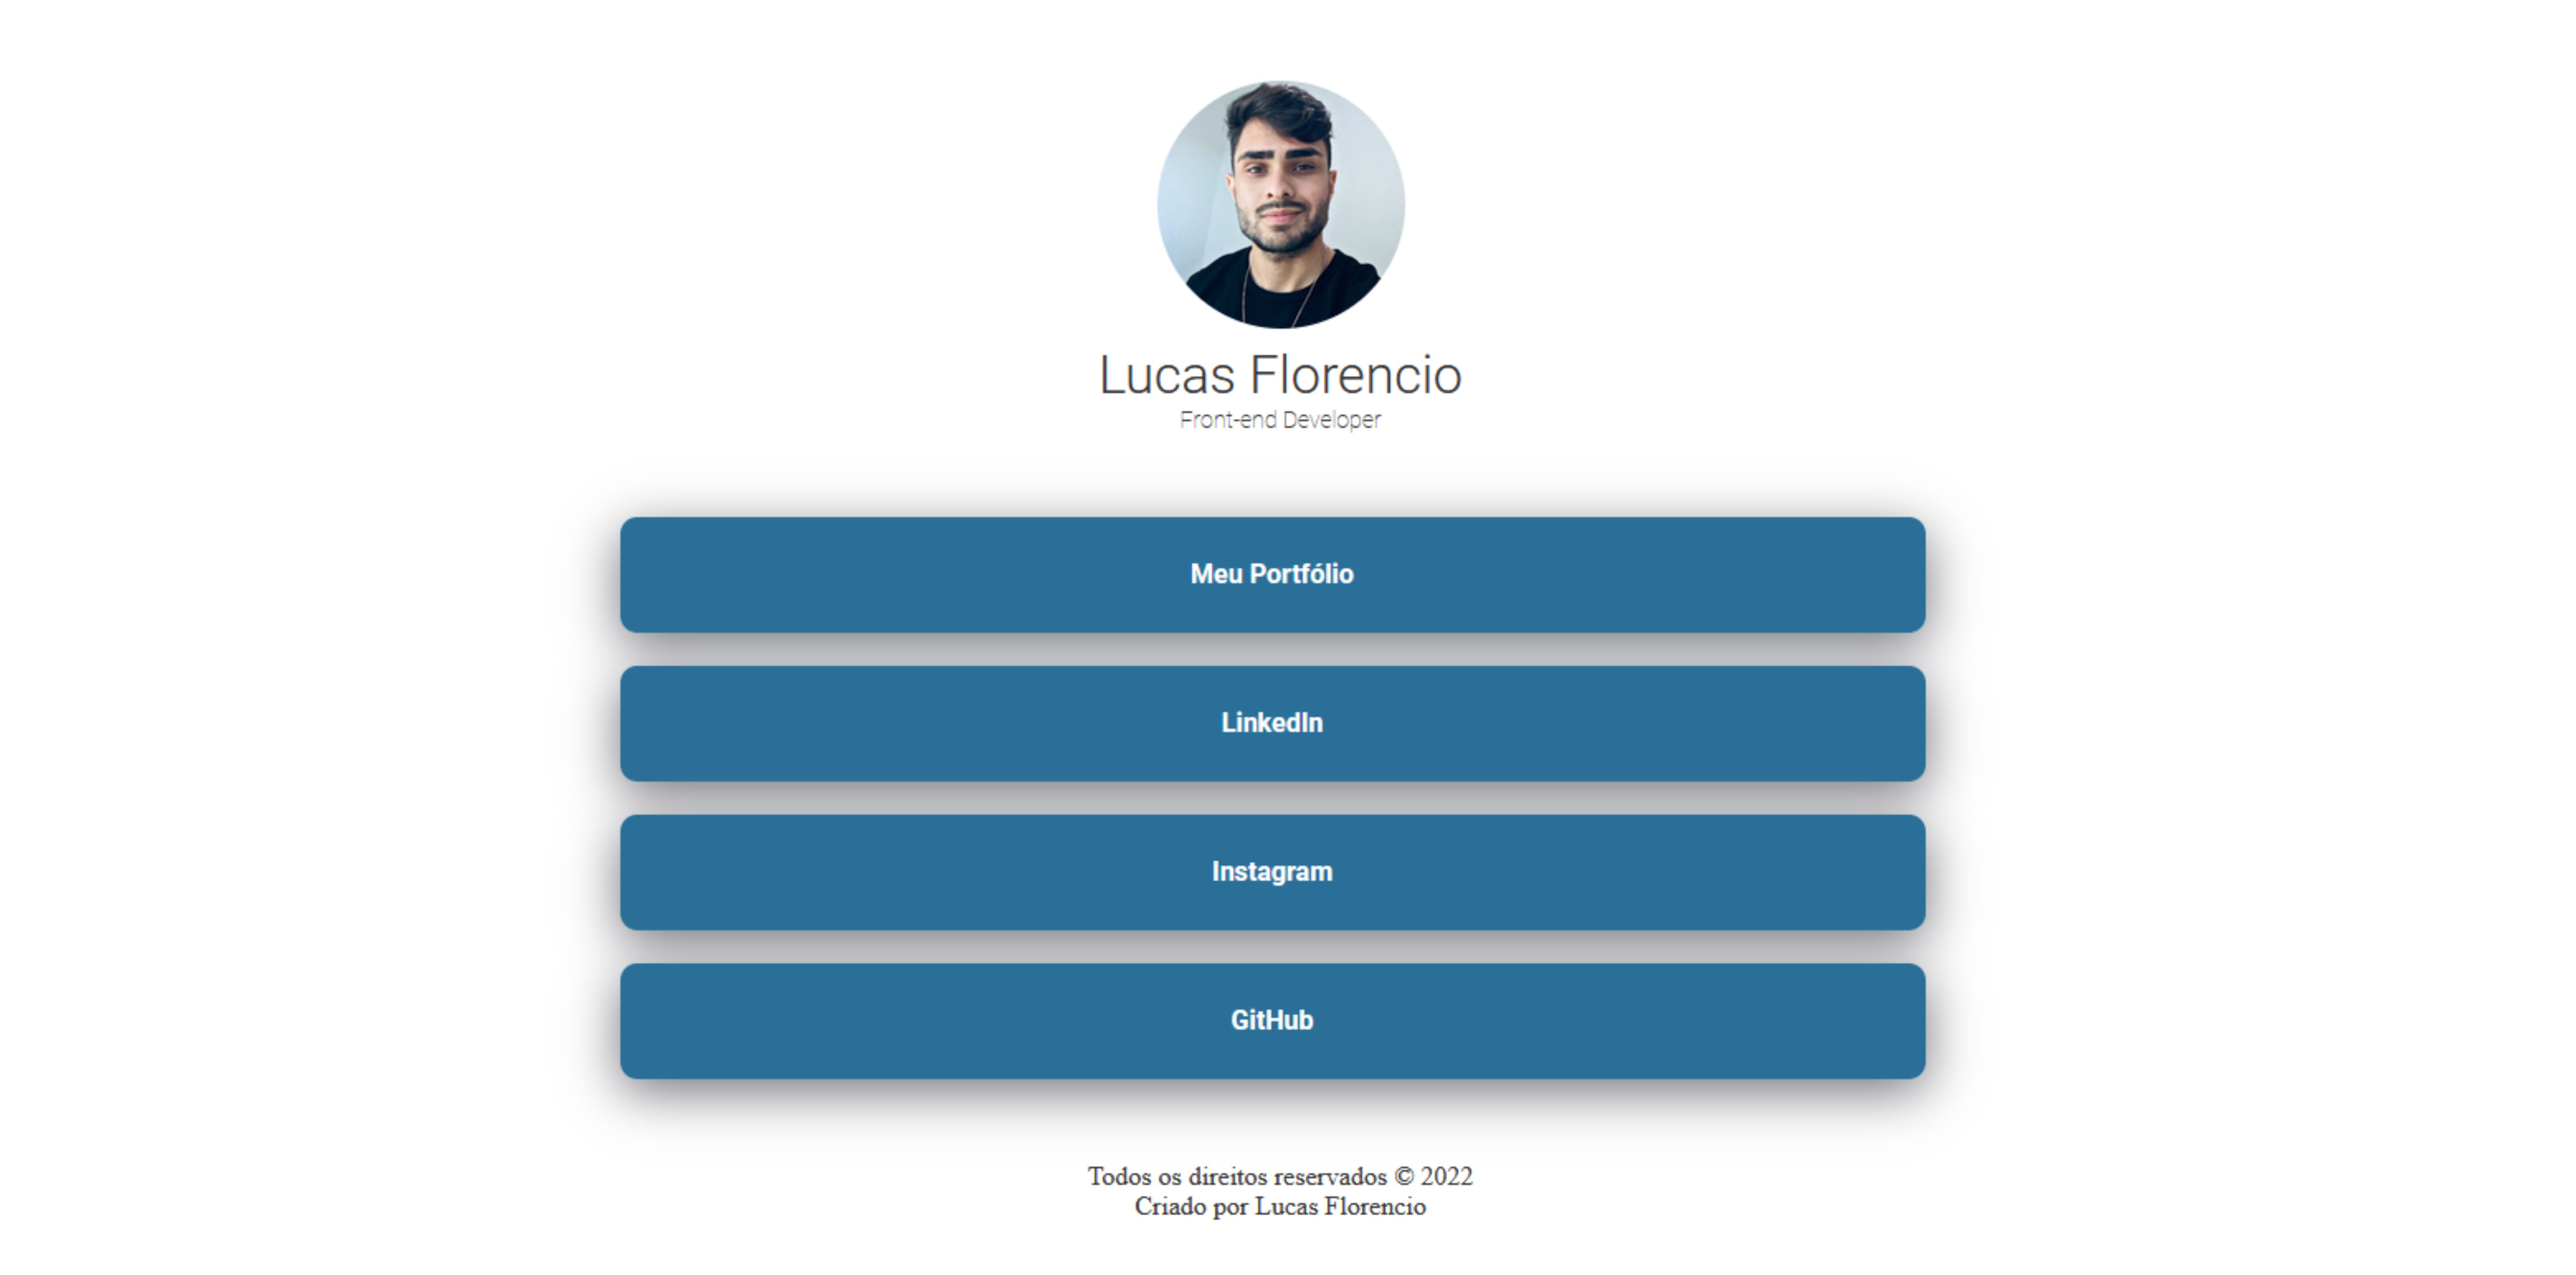 Lucas Florencio
Front-end Developer
Meu Portfólio
LinkedIn
Instagram
GitHub
Todos os direitos reservados © 2022
Criado por Lucas Florencio